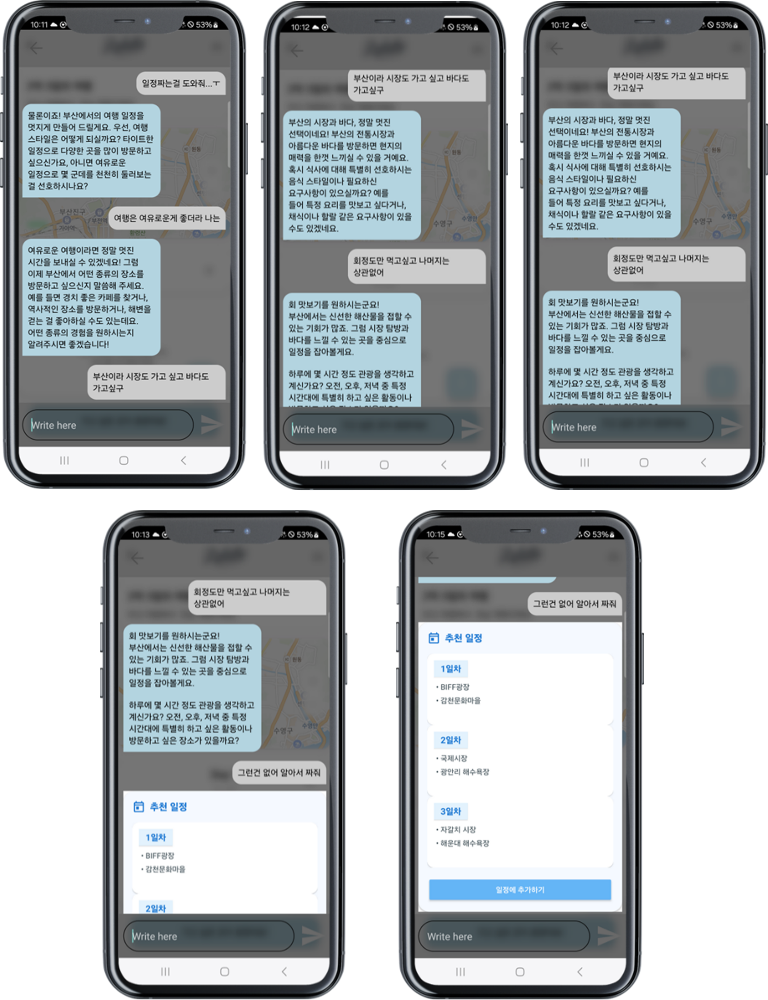 10:11
53%
일정짜는걸 도와줘...ㅜ
물론이죠! 부산에서의 여행 일정을
멋지게 만들어 드릴게요. 우선, 여행
스타일은 어떻게 되실까요? 타이트한
일정으로 다양한 곳을 많이 방문하고
싶으신가요, 아니면 여유로운
일정으로 몇 군데를 천천히 둘러보는
걸 선호하시나요?
원동
부산진구
부전역
가야역
황령산
여행은 여유로운게 좋더라 나는
여유로운 여행이라면 정말 멋진
시간을 보내실 수 있겠네요! 그럼
이제 부산에서 어떤 종류의 장소를
방문하고 싶으신지 말씀해 주세요.
예를 들면 경치 좋은 카페를 찾거나,
역사적인 장소를 방문하거나, 해변을
걷는 걸 좋아하실 수도 있는데요.
어떤 종류의 경험을 원하시는지
알려주시면 좋겠습니다!
부산이라 시장도 가고 싶고 바다도
가고싶구
Write here
10:12
53%
부산이라 시장도 가고 싶고 바다도
가고싶구
부산의 시장과 바다, 정말 멋진
선택이네요! 부산의 전통시장과
아름다운 바다를 방문하면 현지의
매력을 한껏 느끼실 수 있을 거예요.
혹시 식사에 대해 특별히 선호하시는
음식 스타일이나 필요하신
요구사항이 있으실까요? 예를
들어 특정 요리를 맛보고 싶다거나,
채식이나 할랄 같은 요구사항이 있을
수도 있겠네요.
원동
수영구
수영만
회정도만 먹고싶고 나머지는
상관없어
회 맛보기를 원하시는군요!
부산에서는 신선한 해산물을 접할 수
있는 기회가 많죠. 그럼 시장 탐방과
바다를 느낄 수 있는 곳을 중심으로
일정을 잡아볼게요.
하루에 몇 시간 정도 관광을 생각하고
계신가요? 오전, 오후, 저녁 중 특정
시간대에 특별히 하고 싶은 활동이나
Write here
10:12
53%
부산이라 시장도 가고 싶고 바다도
가고싶구
부산의 시장과 바다, 정말 멋진
선택이네요! 부산의 전통시장과
아름다운 바다를 방문하면 현지의
매력을 한껏 느끼실 수 있을 거예요.
혹시 식사에 대해 특별히 선호하시는
음식 스타일이나 필요하신
요구사항이 있으실까요? 예를
들어 특정 요리를 맛보고 싶다거나,
채식이나 할랄 같은 요구사항이 있을
수도 있겠네요.
원동
수영구
수영만
회정도만 먹고싶고 나머지는
상관없어
회 맛보기를 원하시는군요!
부산에서는 신선한 해산물을 접할 수
있는 기회가 많죠. 그럼 시장 탐방과
바다를 느낄 수 있는 곳을 중심으로
일정을 잡아볼게요.
하루에 몇 시간 정도 관광을 생각하고
계신가요? 오전, 오후, 저녁 중 특정
시간대에 특별히 하고 싶은 활동이나
Write here
10:13
53%
회정도만 먹고싶고 나머지는
상관없어
회 맛보기를 원하시는군요!
부산에서는 신선한 해산물을 접할 수
있는 기회가 많죠. 그럼 시장 탐방과
바다를 느낄 수 있는 곳을 중심으로
일정을 잡아볼게요.
하루에 몇 시간 정도 관광을 생각하고
계신가요? 오전, 오후, 저녁 중 특정
시간대에 특별히 하고 싶은 활동이나
방문하고 싶은 장소가 있을까요?
원동
수영구
수영만
그런건 없어 알아서 짜줘
추천 일정
1일차
• BIFF광장
• 감천문화마을
2일차
Write here
10:15
53%
그런건 없어 알아서 짜줘
추천 일정
1일차
• BIFF광장
• 감천문화마을
2일차
• 국제시장
• 광안리 해수욕장
3일차
• 자갈치 시장
• 해운대 해수욕장
일정에 추가하기
Write here